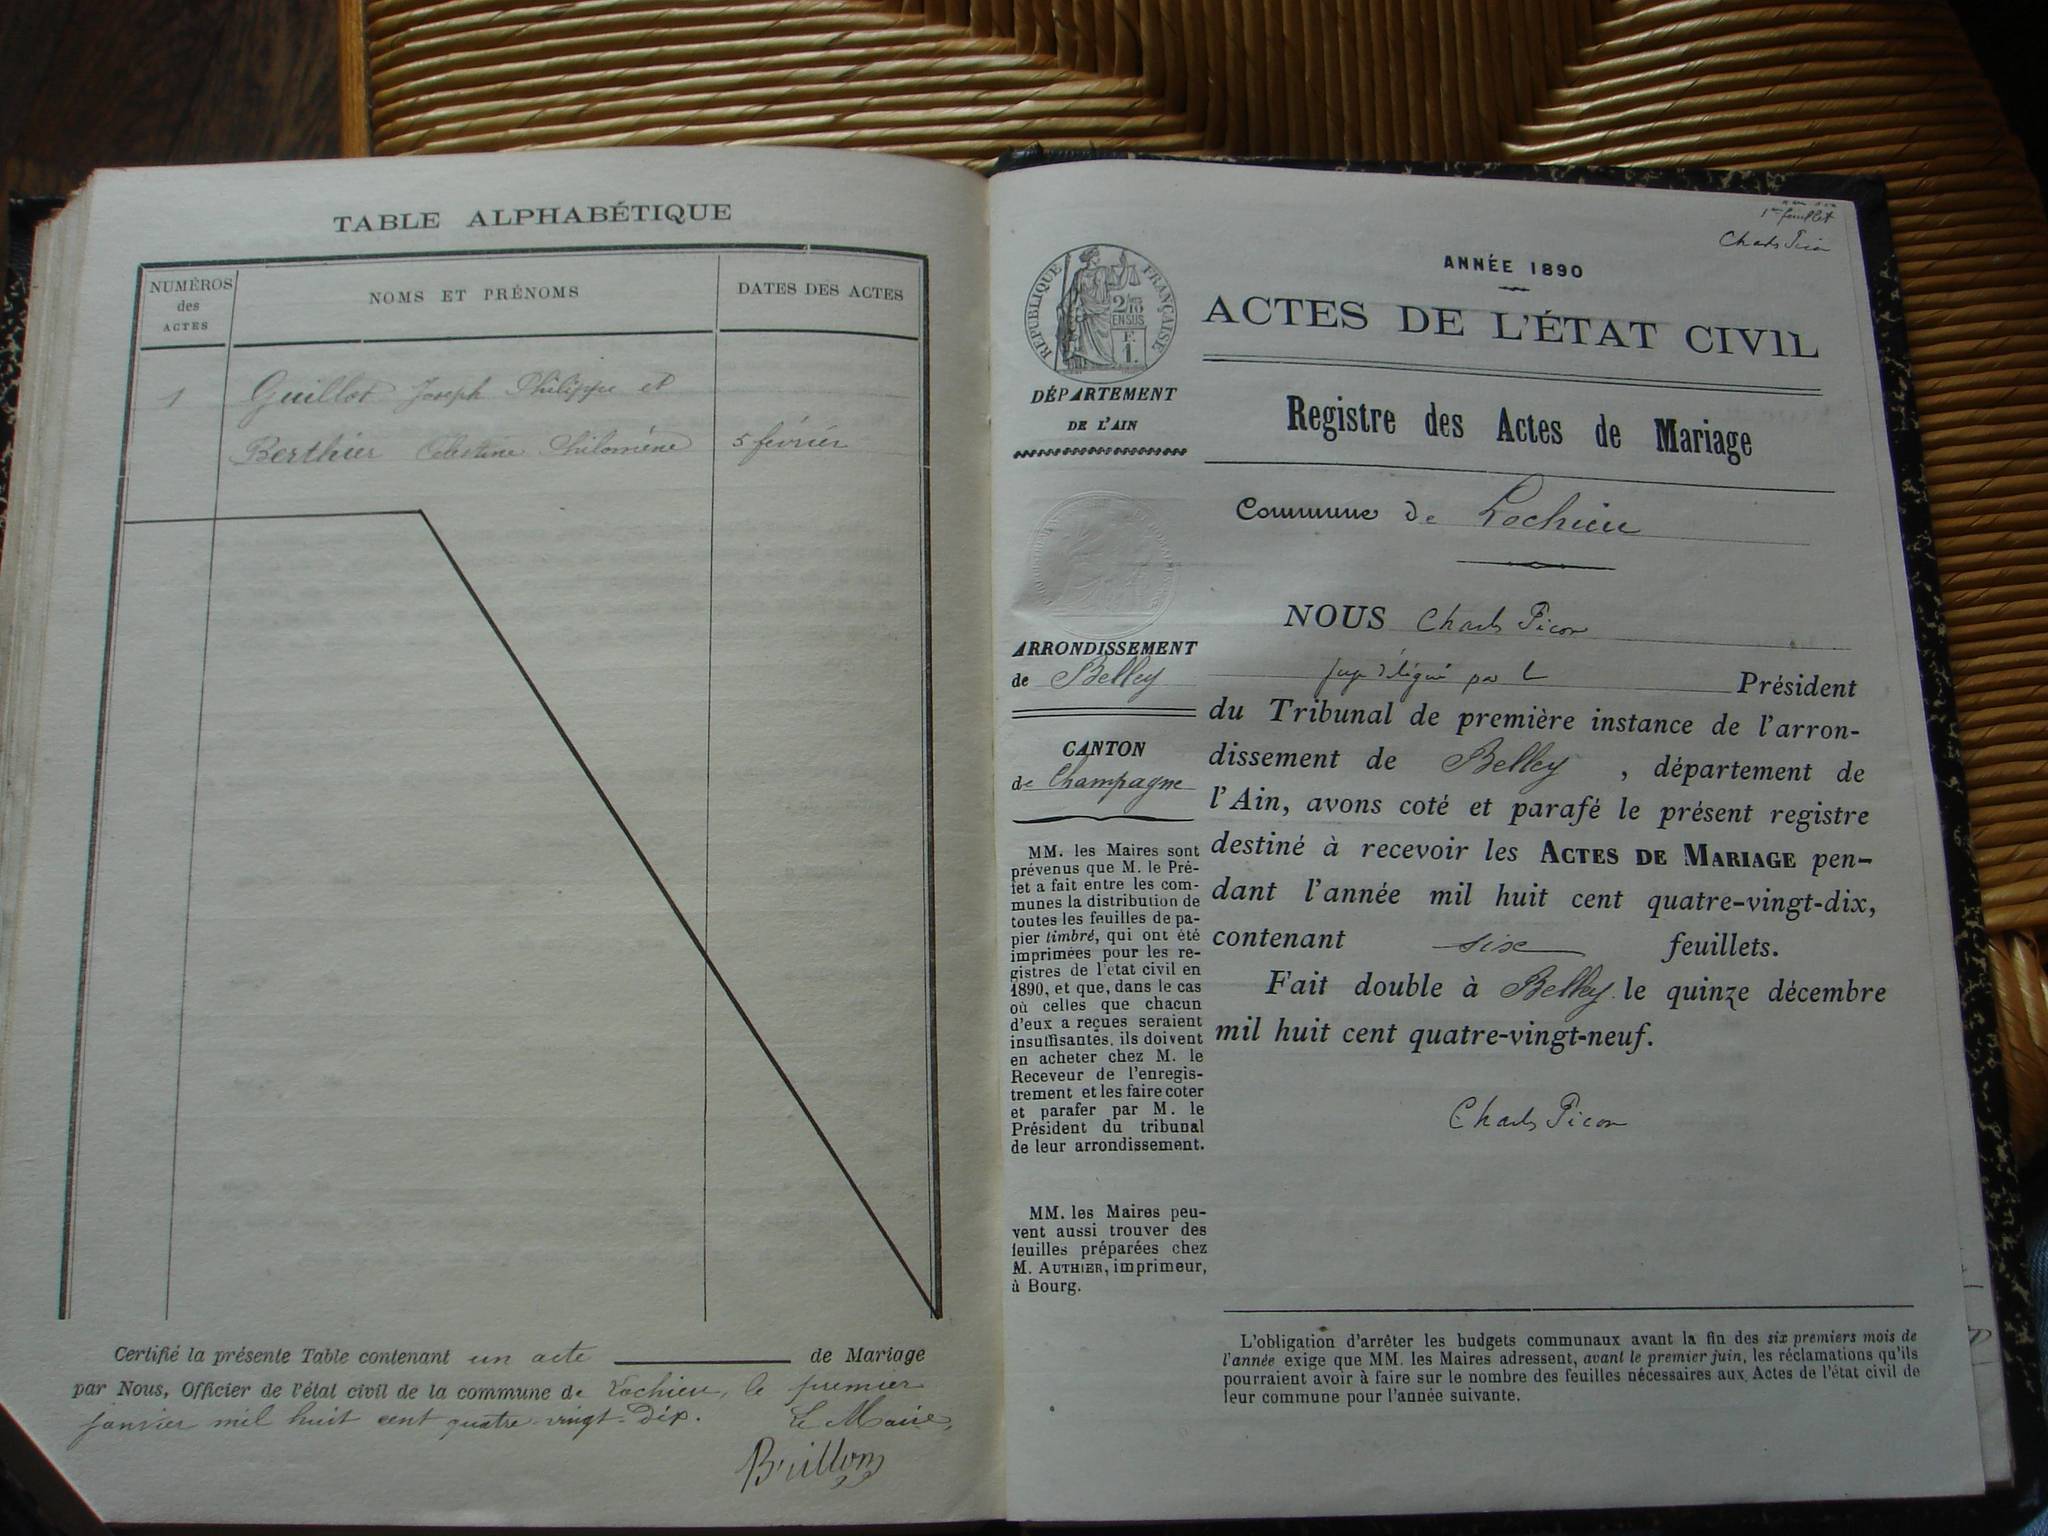 TABLE ALPHABÉTIQUE
NUMÉROS
des
ACTES
NOMS ET PRÉNOMS
DATES DES ACTES
1
Guillot Joseph Philippe et
Berthier Célestine Philomène
5 février
Certifié la présente Table contenant un acte de Mariage
par Nous, Officier de l'état civil de la commune de Lochieu, le premier
janvier mil huit cent quatre-vingt-dix. Le Maire,
Brillon
1er feuillet
Charles Picon
ANNÉE 1890
ACTES DE L'ÉTAT CIVIL
RÉPUBLIQUE FRANÇAISE
2/10
EN SUS
F.
1.
DÉPARTEMENT
DE L'AIN
Registre des Actes de Mariage
Commune de Lochieu
ARRONDISSEMENT
de Belley
CANTON
de Champagne
MM. les Maires sont
prévenus que M. le Pré-
fet a fait entre les com-
munes la distribution de
toutes les feuilles de pa-
pier timbré, qui ont été
imprimées pour les re-
gistres de l'état civil en
1890, et que, dans le cas
où celles que chacun
d'eux a reçues seraient
insuffisantes, ils doivent
en acheter chez M. le
Receveur de l'enregis-
trement et les faire coter
et parafer par M. le
Président du tribunal
de leur arrondissement.
MM. les Maires peu-
vent aussi trouver des
feuilles préparées chez
M. AUTHIER, imprimeur,
à Bourg.
NOUS Charles Picon
juge délégué par le Président
du Tribunal de première instance de l'arron-
dissement de Belley, département de
l'Ain, avons coté et parafé le présent registre
destiné à recevoir les ACTES DE MARIAGE pen-
dant l'année mil huit cent quatre-vingt-dix,
contenant six feuillets.
Fait double à Belley le quinze décembre
mil huit cent quatre-vingt-neuf.
Charles Picon
L'obligation d'arrêter les budgets communaux avant la fin des six premiers mois de
l'année exige que MM. les Maires adressent, avant le premier juin, les réclamations qu'ils
pourraient avoir à faire sur le nombre des feuilles nécessaires aux Actes de l'état civil de
leur commune pour l'année suivante.